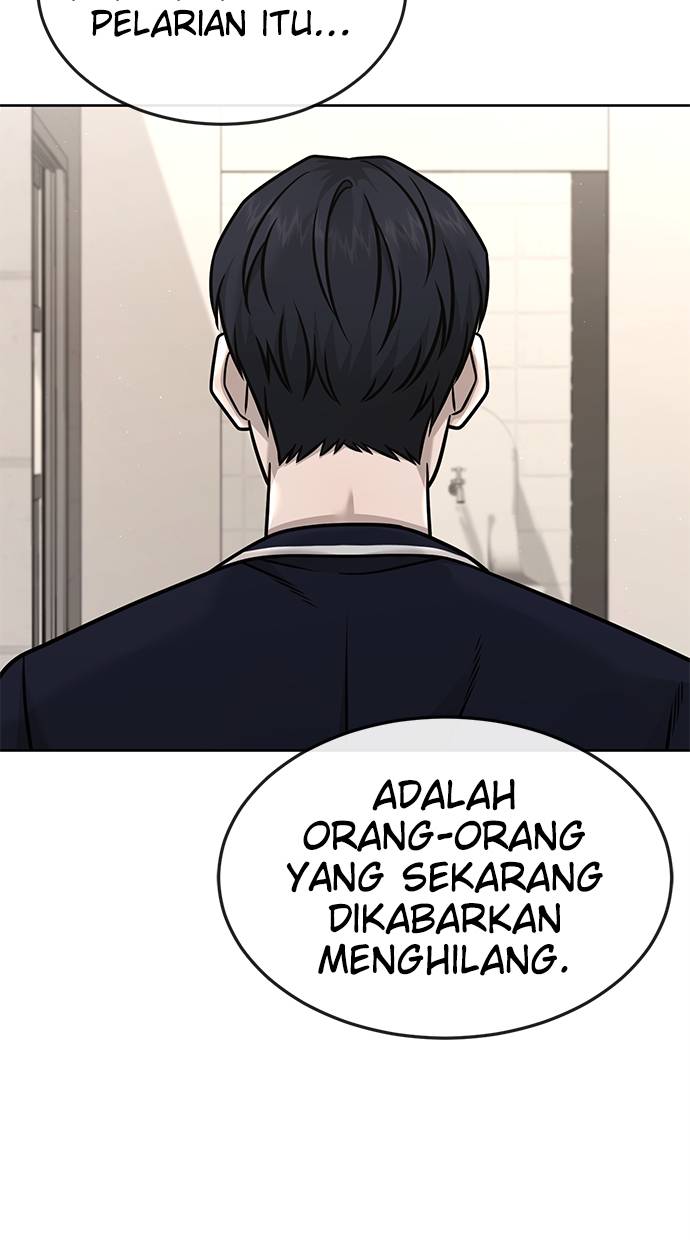 PELARIAN ITU...
ADALAH
ORANG-ORANG
YANG SEKARANG
DIKABARKAN
MENGHILANG.